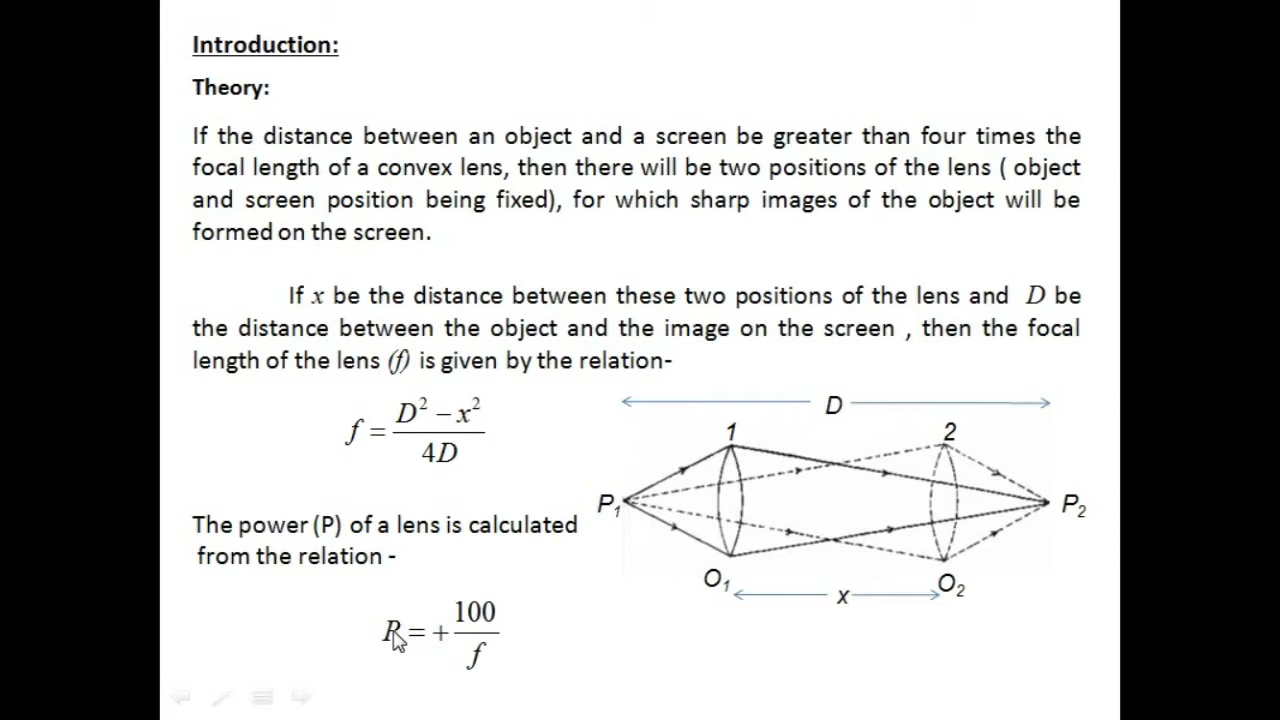 Introduction:
Theory:
If the distance between an object and a screen be greater than four times the
focal length of a convex lens, then there will be two positions of the lens ( object
and screen position being fixed), for which sharp images of the object will be
formed on the screen.
If x be the distance between these two positions of the lens and D be
the distance between the object and the image on the screen , then the focal
length of the lens (f) is given by the relation-
f = (D² – x²) / 4D
The power (P) of a lens is calculated
from the relation -
P = + 100 / f
D
1 2
P₁ P₂
O₁ O₂
x